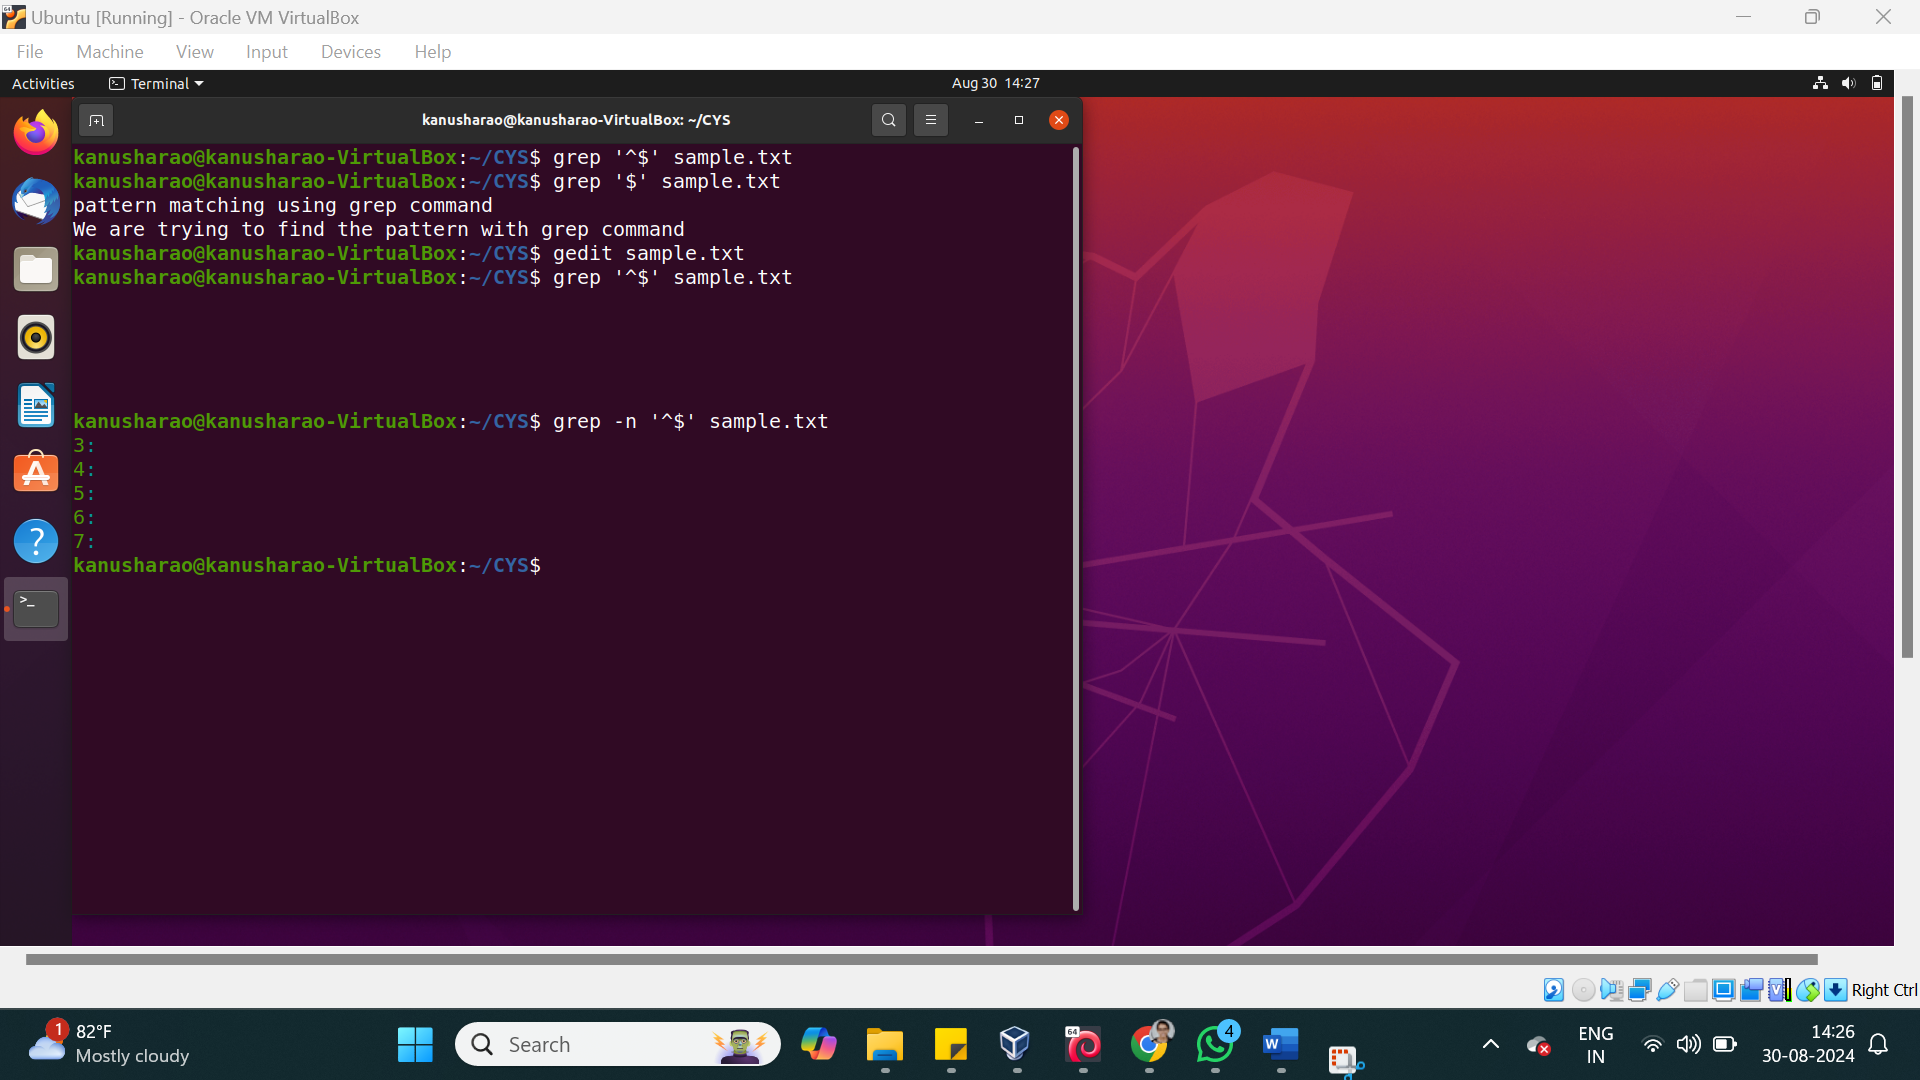 Ubuntu [Running] - Oracle VM VirtualBox
File Machine View Input Devices Help
Activities Terminal Aug 30 14:27
kanusharao@kanusharao-VirtualBox: ~/CYS
kanusharao@kanusharao-VirtualBox:~/CYS$ grep '^$' sample.txt
kanusharao@kanusharao-VirtualBox:~/CYS$ grep '$' sample.txt
pattern matching using grep command
We are trying to find the pattern with grep command
kanusharao@kanusharao-VirtualBox:~/CYS$ gedit sample.txt
kanusharao@kanusharao-VirtualBox:~/CYS$ grep '^$' sample.txt
kanusharao@kanusharao-VirtualBox:~/CYS$ grep -n '^$' sample.txt
3:
4:
5:
6:
7:
kanusharao@kanusharao-VirtualBox:~/CYS$
Right Ctrl
1
82°F
Mostly cloudy
Search
64
4
ENG
IN
14:26
30-08-2024